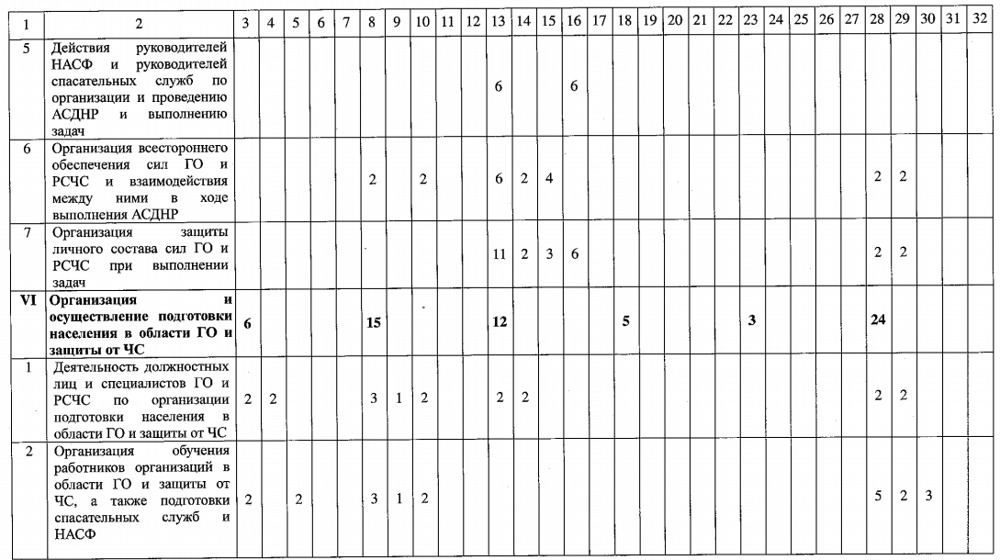 1 2 3 4 5 6 7 8 9 10 11 12 13 14 15 16 17 18 19 20 21 22 23 24 25 26 27 28 29 30 31 32
5 Действия руководителей
НАСФ и руководителей
спасательных служб по
организации и проведению
АСДНР и выполнению
задач
6 6
6 Организация всестороннего
обеспечения сил ГО и
РСЧС и взаимодействия
между ними в ходе
выполнения АСДНР
2 2 6 2 4 2 2
7 Организация защиты
личного состава сил ГО и
РСЧС при выполнении
задач
11 2 3 6 2 2
VI Организация и
осуществление подготовки
населения в области ГО и
защиты от ЧС
6 15 12 5 3 24
1 Деятельность должностных
лиц и специалистов ГО и
РСЧС по организации
подготовки населения в
области ГО и защиты от ЧС
2 2 3 1 2 2 2 2 2
2 Организация обучения
работников организаций в
области ГО и защиты от
ЧС, а также подготовки
спасательных служб и
НАСФ
2 2 3 1 2 5 2 3